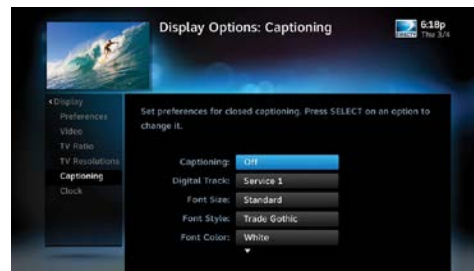 Display Options: Captioning
6:18p
DIRECTV Thu 3/4
<Display
Preferences
Video
TV Ratio
TV Resolutions
Captioning
Clock
Set preferences for closed captioning. Press SELECT on an option to
change it.
Captioning: Off
Digital Track: Service 1
Font Size: Standard
Font Style: Trade Gothic
Font Color: White